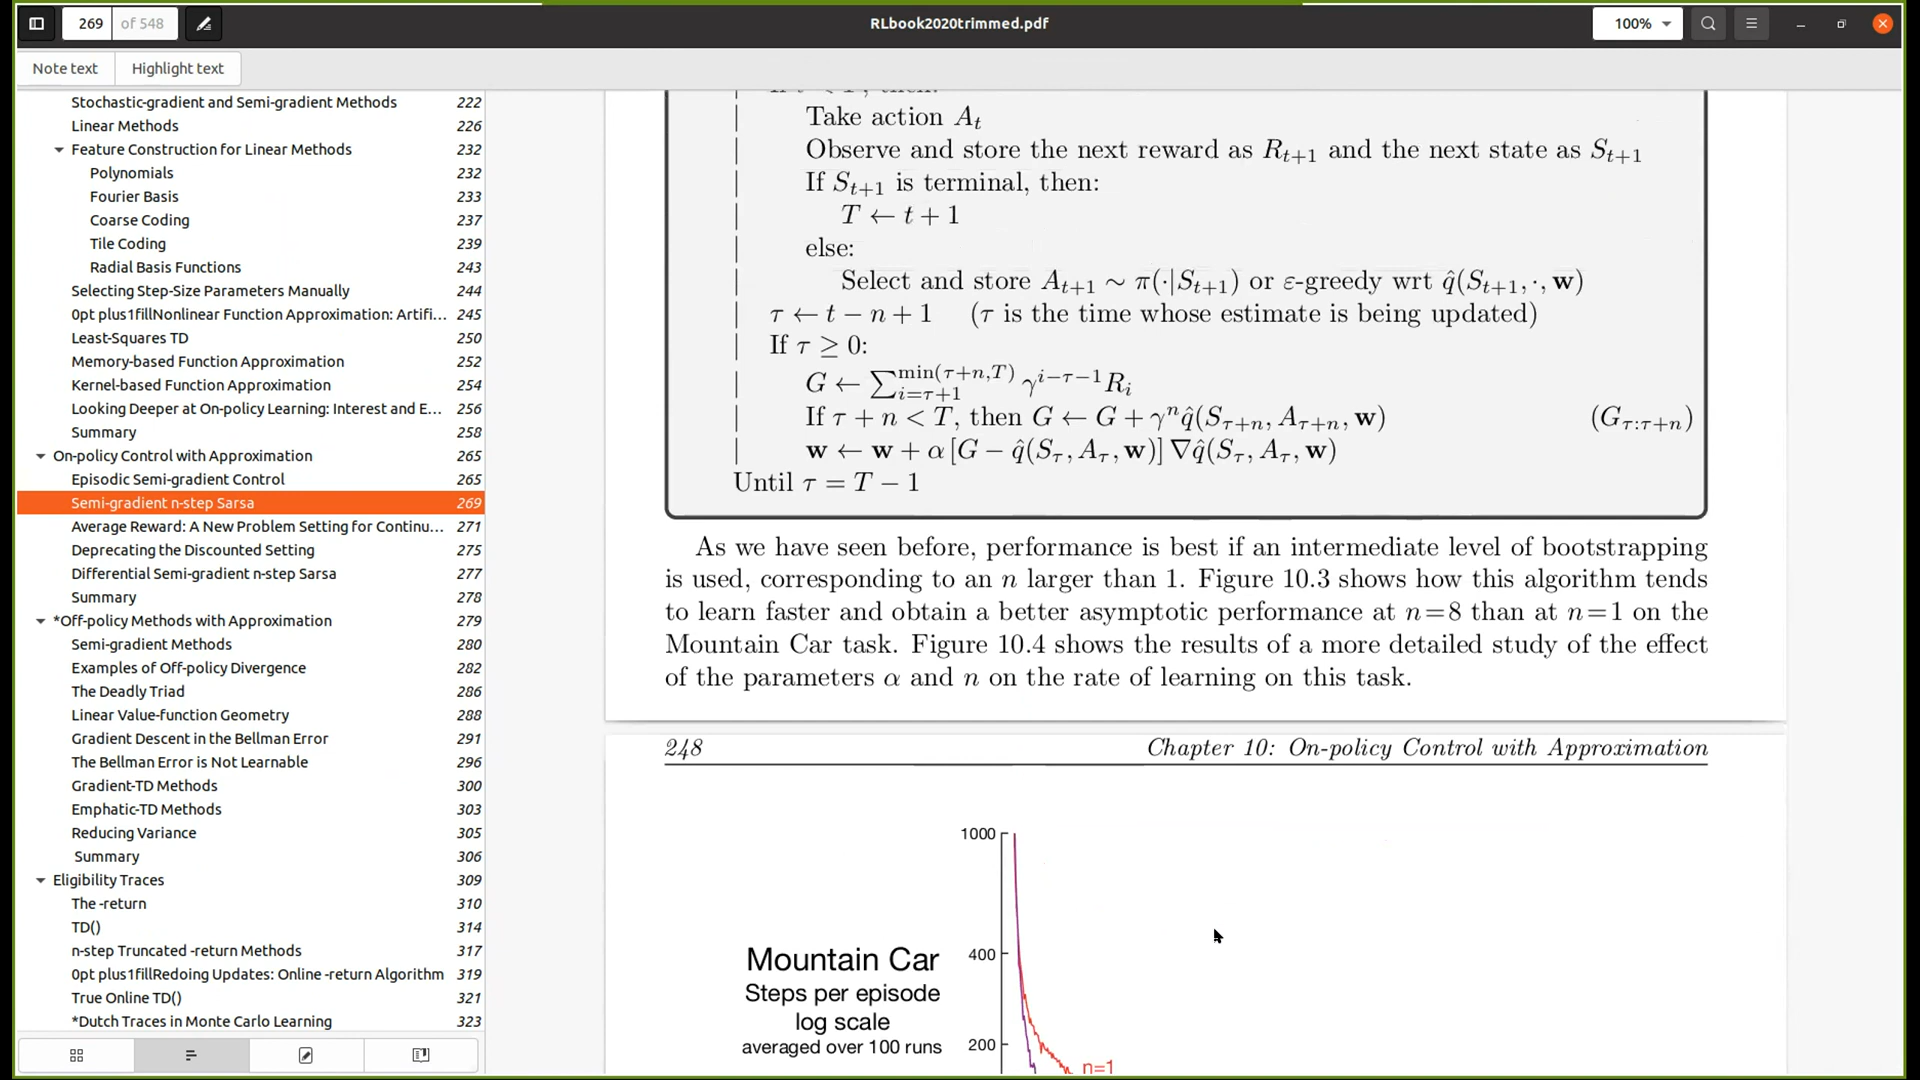 269 of 548
RLbook2020trimmed.pdf
100%
Note text
Highlight text
Stochastic-gradient and Semi-gradient Methods 222
Linear Methods 226
Feature Construction for Linear Methods 232
Polynomials 232
Fourier Basis 233
Coarse Coding 237
Tile Coding 239
Radial Basis Functions 243
Selecting Step-Size Parameters Manually 244
0pt plus1fillNonlinear Function Approximation: Artifi... 245
Least-Squares TD 250
Memory-based Function Approximation 252
Kernel-based Function Approximation 254
Looking Deeper at On-policy Learning: Interest and E... 256
Summary 258
On-policy Control with Approximation 265
Episodic Semi-gradient Control 265
Semi-gradient n-step Sarsa 269
Average Reward: A New Problem Setting for Continu... 271
Deprecating the Discounted Setting 275
Differential Semi-gradient n-step Sarsa 277
Summary 278
*Off-policy Methods with Approximation 279
Semi-gradient Methods 280
Examples of Off-policy Divergence 282
The Deadly Triad 286
Linear Value-function Geometry 288
Gradient Descent in the Bellman Error 291
The Bellman Error is Not Learnable 296
Gradient-TD Methods 300
Emphatic-TD Methods 303
Reducing Variance 305
Summary 306
Eligibility Traces 309
The -return 310
TD() 314
n-step Truncated -return Methods 317
0pt plus1fillRedoing Updates: Online -return Algorithm 319
True Online TD() 321
*Dutch Traces in Monte Carlo Learning 323
Take action Aₜ
Observe and store the next reward as Rₜ₊₁ and the next state as Sₜ₊₁
If Sₜ₊₁ is terminal, then:
T ← t + 1
else:
Select and store Aₜ₊₁ ∼ π(·|Sₜ₊₁) or ε-greedy wrt q̂(Sₜ₊₁, ·, w)
τ ← t − n + 1 (τ is the time whose estimate is being updated)
If τ ≥ 0:
G ← ∑_{i=τ+1}^{min(τ+n,T)} γ^{i−τ−1} R_i
If τ + n < T, then G ← G + γⁿ q̂(S_{τ+n}, A_{τ+n}, w) (G_{τ:τ+n})
w ← w + α [G − q̂(S_τ, A_τ, w)] ∇q̂(S_τ, A_τ, w)
Until τ = T − 1
As we have seen before, performance is best if an intermediate level of bootstrapping
is used, corresponding to an n larger than 1. Figure 10.3 shows how this algorithm tends
to learn faster and obtain a better asymptotic performance at n=8 than at n=1 on the
Mountain Car task. Figure 10.4 shows the results of a more detailed study of the effect
of the parameters α and n on the rate of learning on this task.
248 Chapter 10: On-policy Control with Approximation
1000
Mountain Car
400
Steps per episode
log scale
averaged over 100 runs
200
n=1